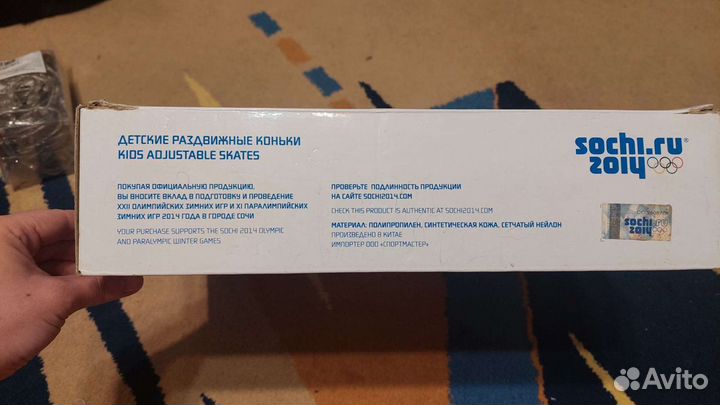 ДЕТСКИЕ РАЗДВИЖНЫЕ КОНЬКИ
KIDS ADJUSTABLE SKATES
ПОКУПАЯ ОФИЦИАЛЬНУЮ ПРОДУКЦИЮ,
ВЫ ВНОСИТЕ ВКЛАД В ПОДГОТОВКУ И ПРОВЕДЕНИЕ
XXII ОЛИМПИЙСКИХ ЗИМНИХ ИГР И XI ПАРАЛИМПИЙСКИХ
ЗИМНИХ ИГР 2014 ГОДА В ГОРОДЕ СОЧИ
YOUR PURCHASE SUPPORTS THE SOCHI 2014 OLYMPIC
AND PARALYMPIC WINTER GAMES
ПРОВЕРЬТЕ ПОДЛИННОСТЬ ПРОДУКЦИИ
НА САЙТЕ SOCHI2014.COM
CHECK THIS PRODUCT IS AUTHENTIC AT SOCHI2014.COM
МАТЕРИАЛ: ПОЛИПРОПИЛЕН, СИНТЕТИЧЕСКАЯ КОЖА, СЕТЧАТЫЙ НЕЙЛОН
ПРОИЗВЕДЕНО В КИТАЕ
ИМПОРТЕР ООО «СПОРТМАСТЕР»
sochi.ru®
2014
sochi.ru
2014
Avito